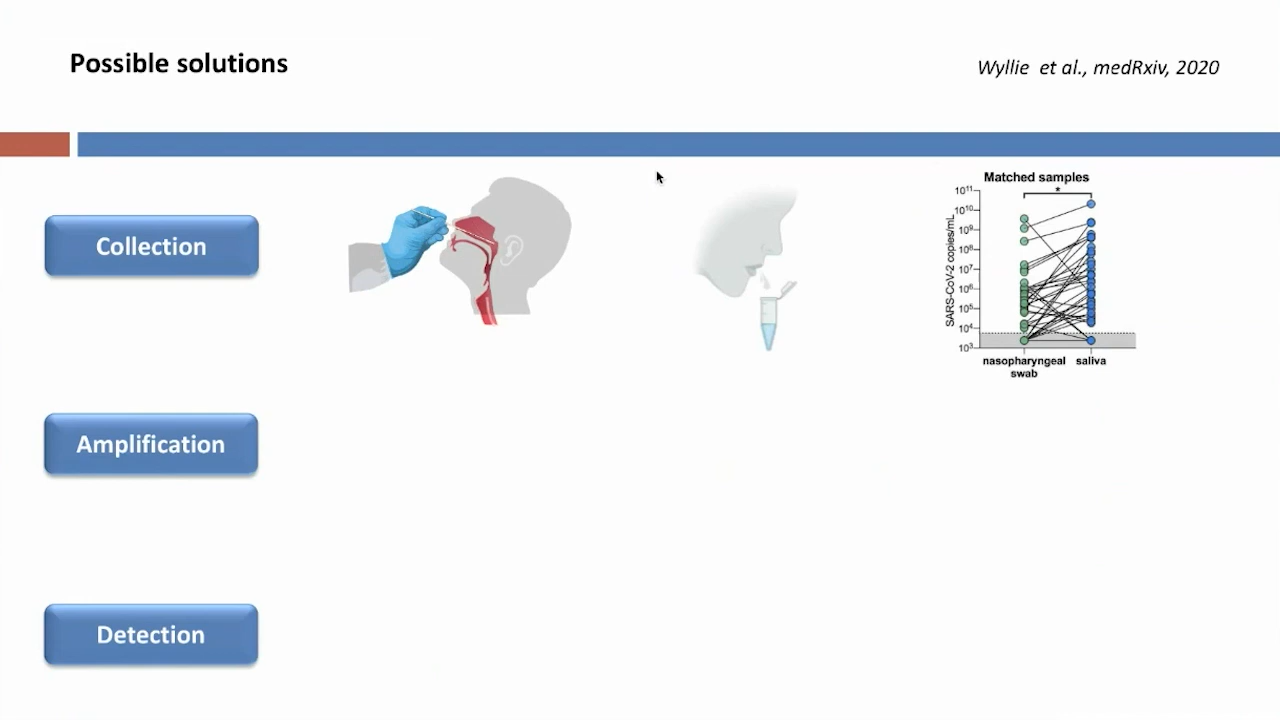 Possible solutions
Wyllie et al., medRxiv, 2020
Collection
Matched samples
*
10¹¹
10¹⁰
10⁹
10⁸
10⁷
10⁶
10⁵
10⁴
10³
SARS-CoV-2 copies/mL
nasopharyngeal
swab
saliva
Amplification
Detection